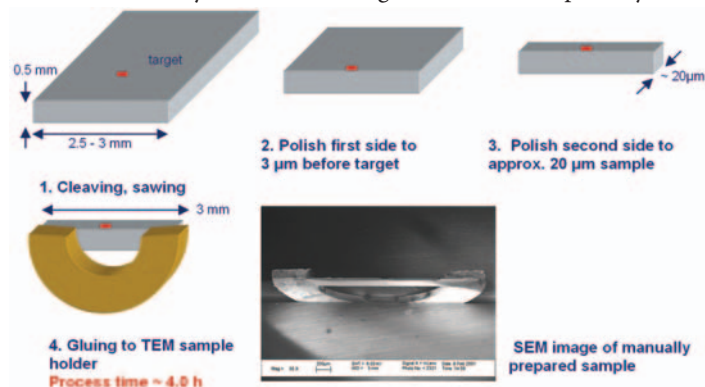 target
0.5 mm
2.5 - 3 mm
~ 20µm
1. Cleaving, sawing
2. Polish first side to
3 µm before target
3. Polish second side to
approx. 20 µm sample
3 mm
4. Gluing to TEM sample
holder
Process time ~ 4.0 h
SEM image of manually
prepared sample